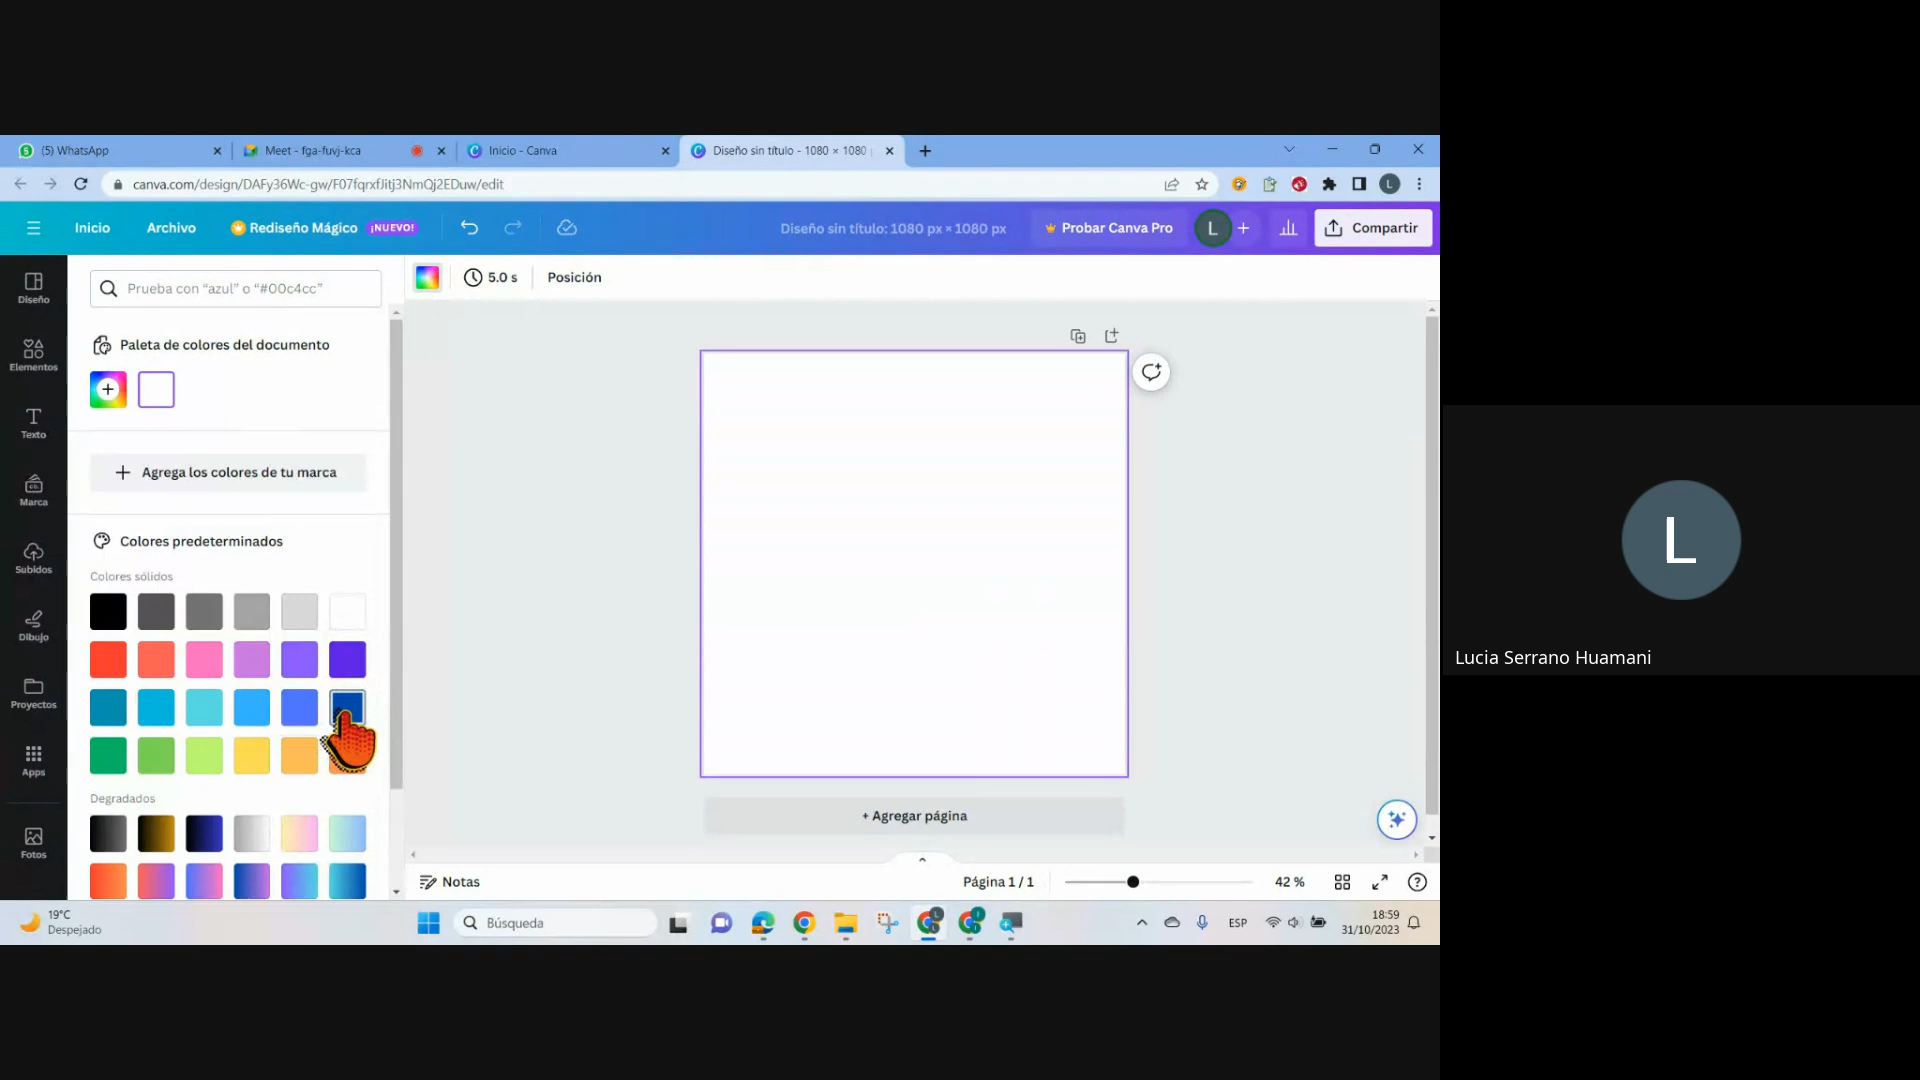 (5) WhatsApp
Meet - fga-fuvj-kca
Inicio - Canva
Diseño sin título - 1080 × 1080
canva.com/design/DAFy36Wc-gw/F07fqrxfJitj3NmQj2EDuw/edit
L
Inicio
Archivo
Rediseño Mágico
¡NUEVO!
Diseño sin título: 1080 px × 1080 px
Probar Canva Pro
L
Compartir
Diseño
Elementos
Texto
Marca
Subidos
Dibujo
Proyectos
Apps
Fotos
Prueba con “azul” o “#00c4cc”
Paleta de colores del documento
Agrega los colores de tu marca
Colores predeterminados
Colores sólidos
Degradados
5.0 s
Posición
+ Agregar página
Notas
Página 1 / 1
42 %
19°C
Despejado
Búsqueda
ESP
18:59
31/10/2023
L
Lucia Serrano Huamani